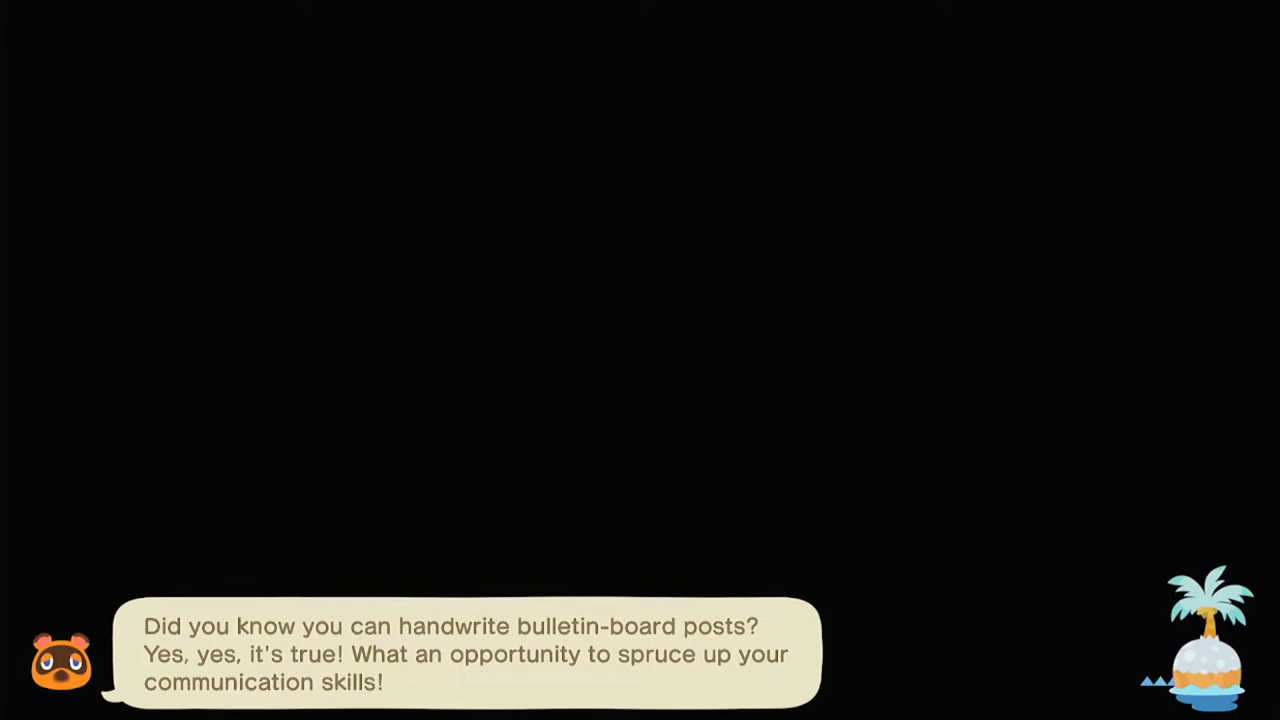 Did you know you can handwrite bulletin-board posts?
Yes, yes, it's true! What an opportunity to spruce up your
communication skills!